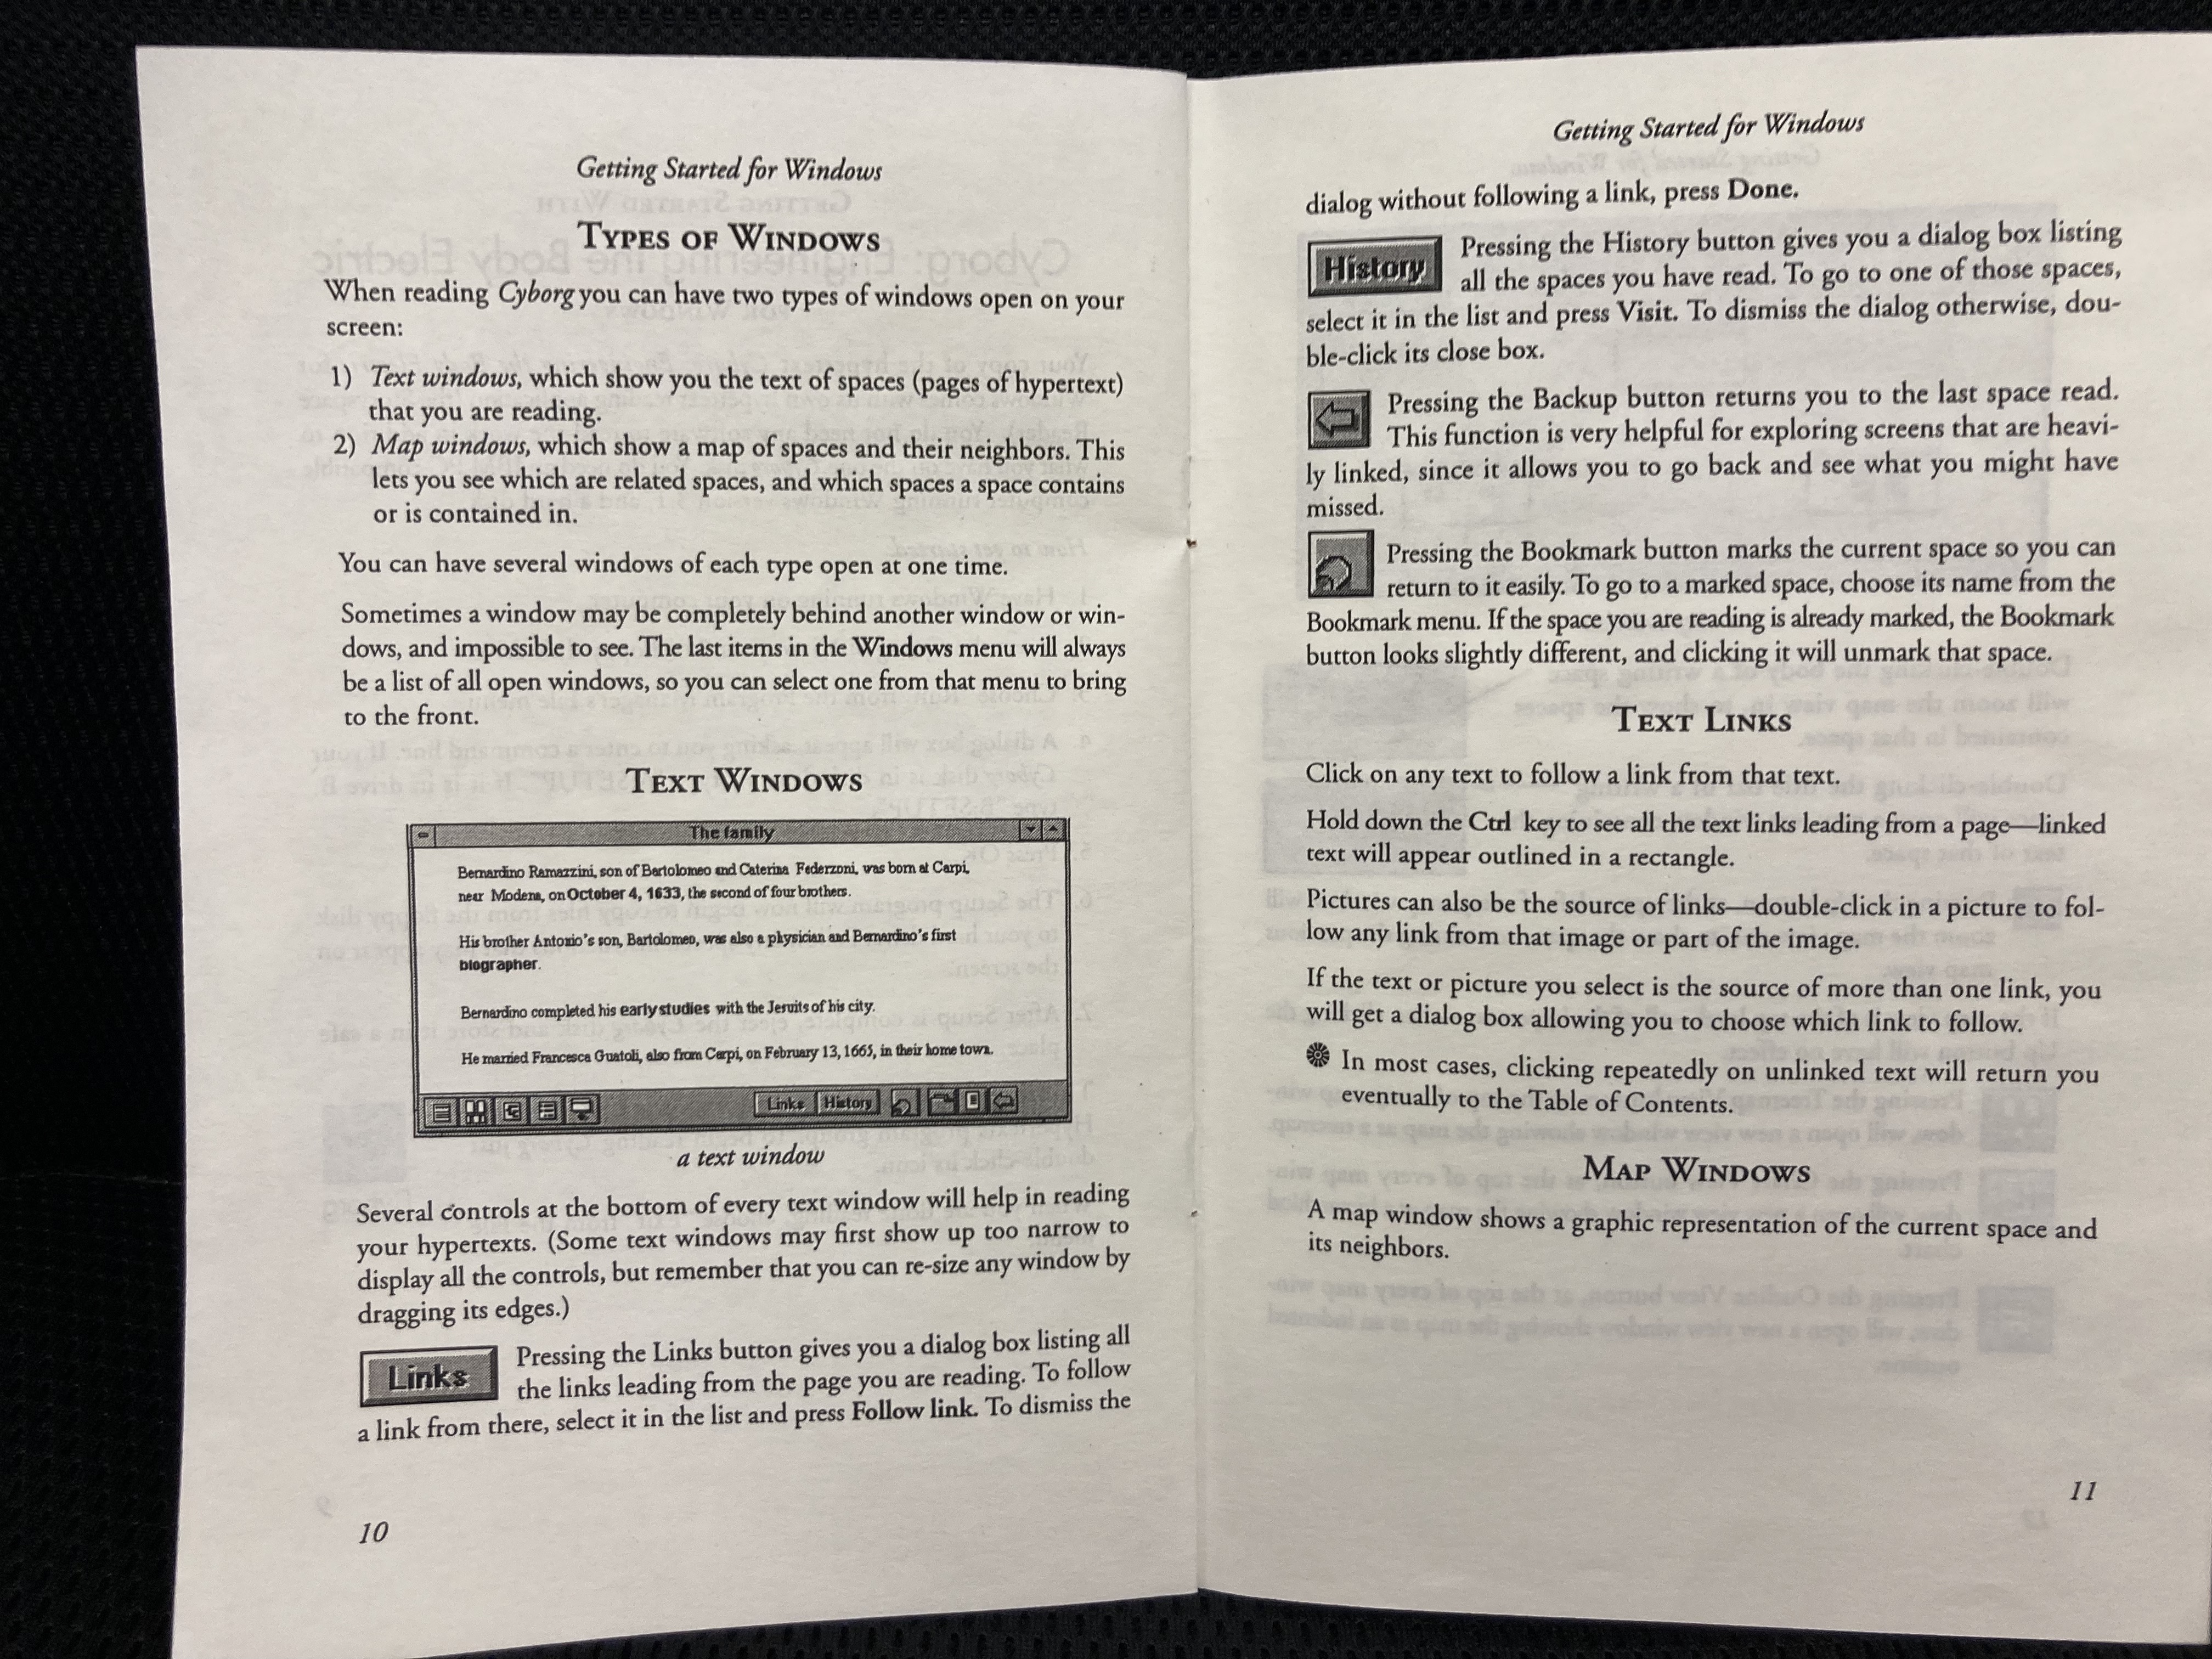 Getting Started for Windows
TYPES OF WINDOWS
When reading Cyborg you can have two types of windows open on your
screen:
1) Text windows, which show you the text of spaces (pages of hypertext)
that you are reading.
2) Map windows, which show a map of spaces and their neighbors. This
lets you see which are related spaces, and which spaces a space contains
or is contained in.
You can have several windows of each type open at one time.
Sometimes a window may be completely behind another window or win-
dows, and impossible to see. The last items in the Windows menu will always
be a list of all open windows, so you can select one from that menu to bring
to the front.
TEXT WINDOWS
The family
Bernardino Ramazzini, son of Bartolomeo and Caterina Federzoni, was born at Carpi,
near Modena, on October 4, 1633, the second of four brothers.
His brother Antonio's son, Bartolomeo, was also a physician and Bernardino's first
biographer.
Bernardino completed his early studies with the Jesuits of his city.
He married Francesca Guatoli, also from Carpi, on February 13, 1665, in their home town.
Links History
a text window
Several controls at the bottom of every text window will help in reading
your hypertexts. (Some text windows may first show up too narrow to
display all the controls, but remember that you can re-size any window by
dragging its edges.)
Links Pressing the Links button gives you a dialog box listing all
the links leading from the page you are reading. To follow
a link from there, select it in the list and press Follow link. To dismiss the
10
Getting Started for Windows
dialog without following a link, press Done.
History Pressing the History button gives you a dialog box listing
all the spaces you have read. To go to one of those spaces,
select it in the list and press Visit. To dismiss the dialog otherwise, dou-
ble-click its close box.
Pressing the Backup button returns you to the last space read.
This function is very helpful for exploring screens that are heavi-
ly linked, since it allows you to go back and see what you might have
missed.
Pressing the Bookmark button marks the current space so you can
return to it easily. To go to a marked space, choose its name from the
Bookmark menu. If the space you are reading is already marked, the Bookmark
button looks slightly different, and clicking it will unmark that space.
TEXT LINKS
Click on any text to follow a link from that text.
Hold down the Ctrl key to see all the text links leading from a page—linked
text will appear outlined in a rectangle.
Pictures can also be the source of links—double-click in a picture to fol-
low any link from that image or part of the image.
If the text or picture you select is the source of more than one link, you
will get a dialog box allowing you to choose which link to follow.
In most cases, clicking repeatedly on unlinked text will return you
eventually to the Table of Contents.
MAP WINDOWS
A map window shows a graphic representation of the current space and
its neighbors.
11